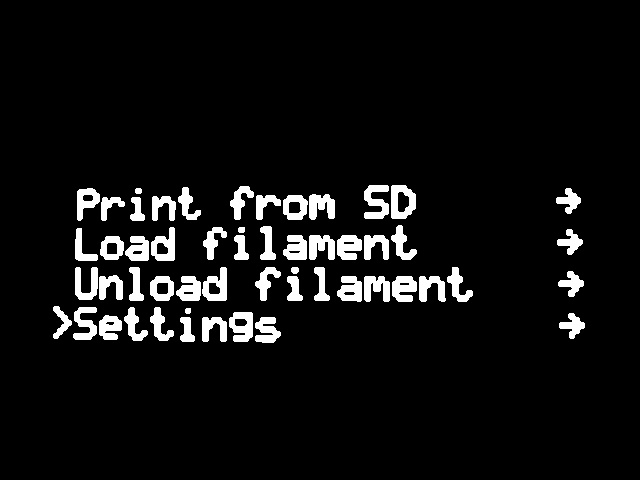 Print from SD →
Load filament →
Unload filament →
>Settings →